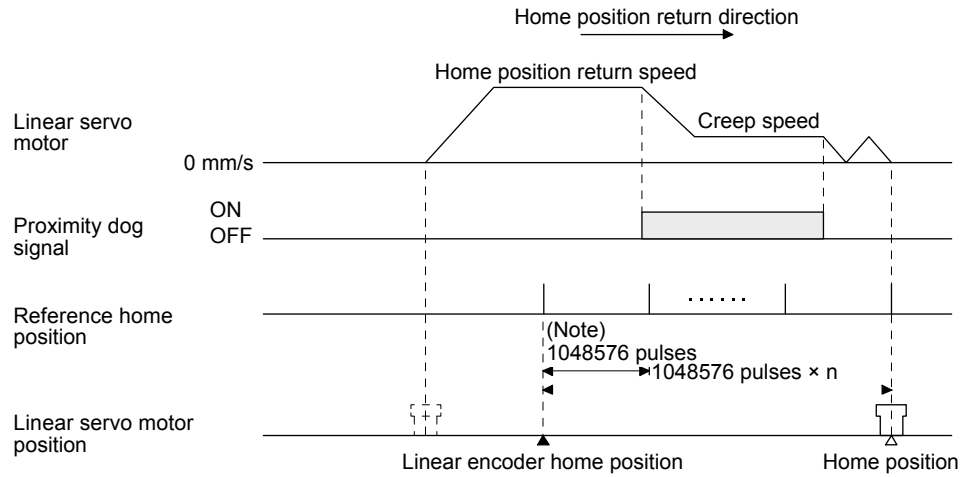 Home position return direction
Home position return speed
Linear servo
motor
Creep speed
0 mm/s
Proximity dog
signal
ON
OFF
Reference home
position
(Note)
1048576 pulses
1048576 pulses × n
Linear servo motor
position
Linear encoder home position
Home position